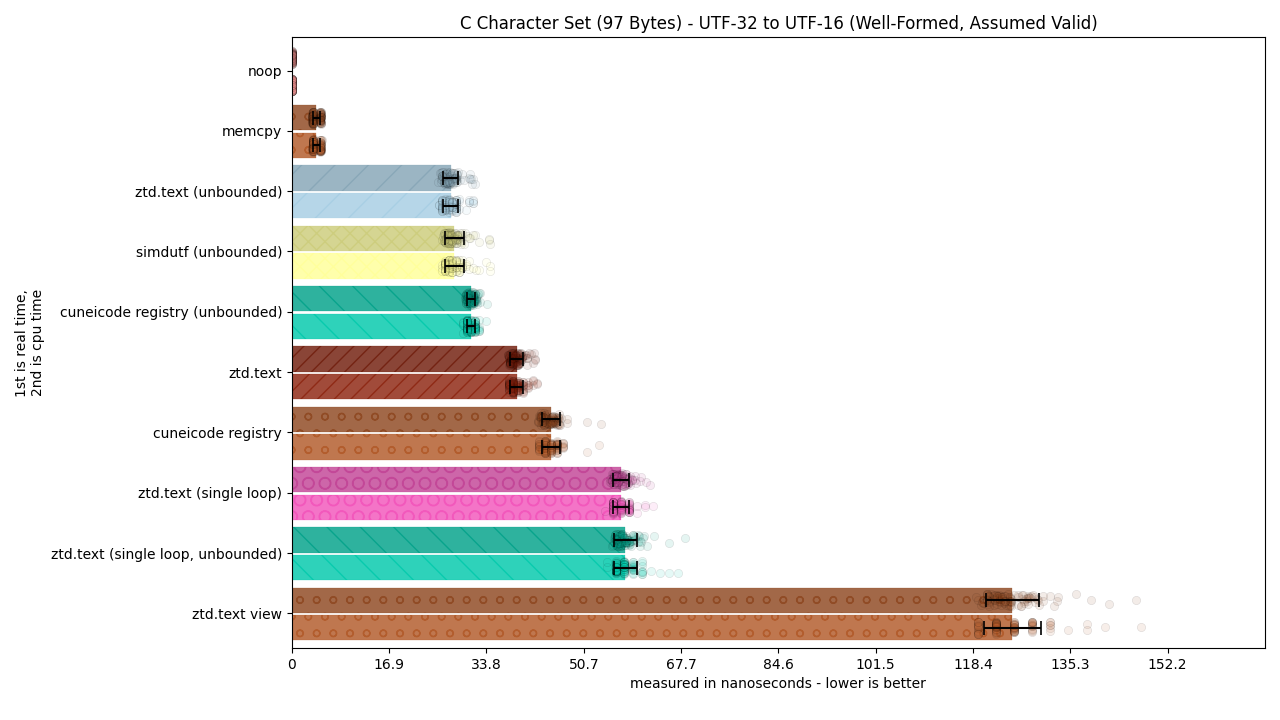 C Character Set (97 Bytes) - UTF-32 to UTF-16 (Well-Formed, Assumed Valid)
1st is real time,
2nd is cpu time
noop
memcpy
ztd.text (unbounded)
simdutf (unbounded)
cuneicode registry (unbounded)
ztd.text
cuneicode registry
ztd.text (single loop)
ztd.text (single loop, unbounded)
ztd.text view
0 16.9 33.8 50.7 67.7 84.6 101.5 118.4 135.3 152.2
measured in nanoseconds - lower is better